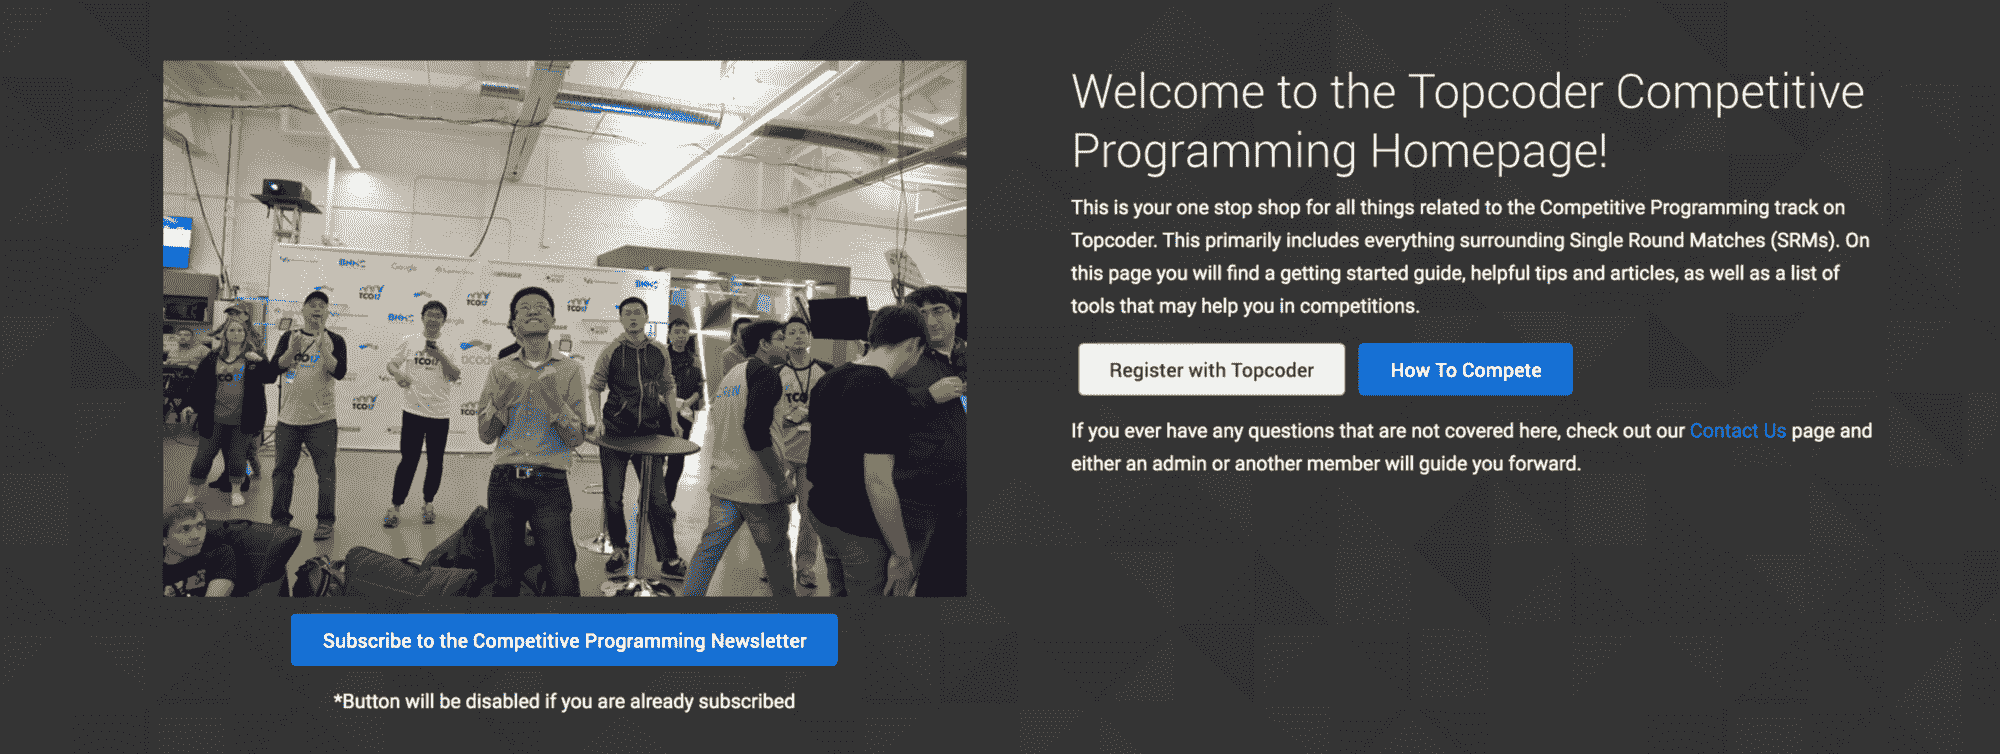 Welcome to the Topcoder Competitive
Programming Homepage!
This is your one stop shop for all things related to the Competitive Programming track on
Topcoder. This primarily includes everything surrounding Single Round Matches (SRMs). On
this page you will find a getting started guide, helpful tips and articles, as well as a list of
tools that may help you in competitions.
Register with Topcoder
How To Compete
If you ever have any questions that are not covered here, check out our Contact Us page and
either an admin or another member will guide you forward.
Google
TCO17
TCO17
TCO17
TCO17
Subscribe to the Competitive Programming Newsletter
*Button will be disabled if you are already subscribed